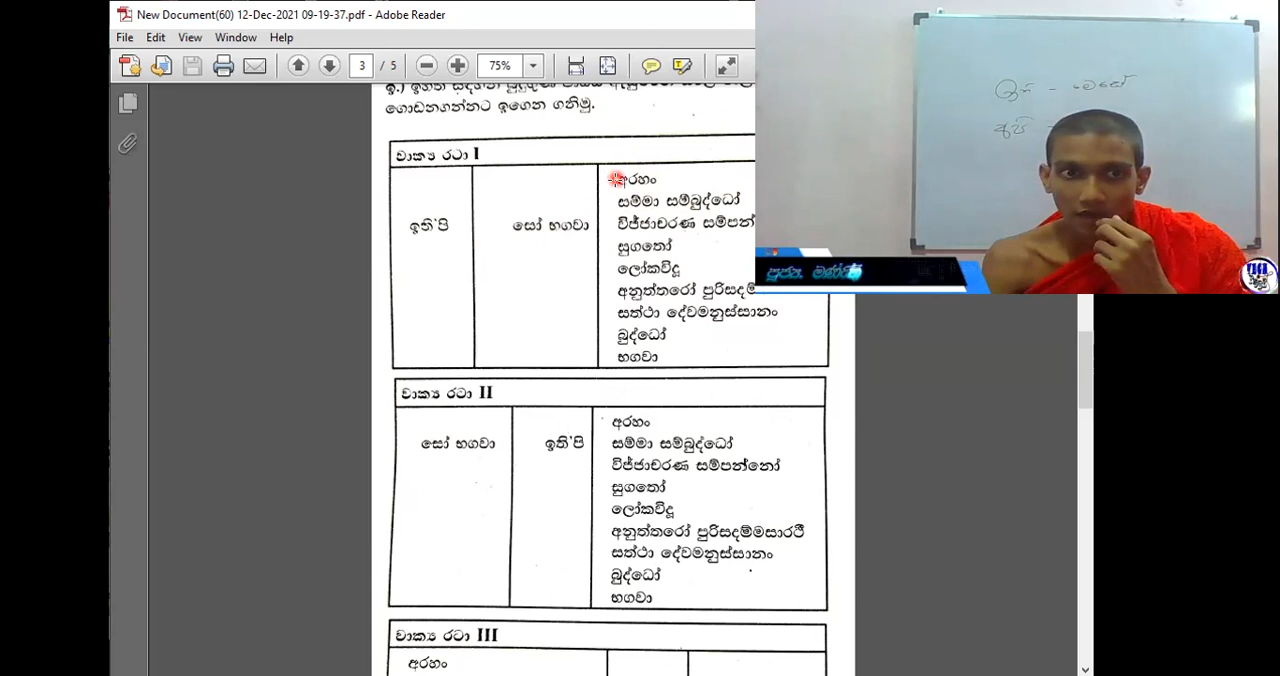 New Document(60) 12-Dec-2021 09-19-37.pdf - Adobe Reader
File Edit View Window Help
3 / 5 75%
ගොඩනගන්නට ඉගෙන ගනිමු.
වාක්‍ය රටා I
ඉති'පි සෝ භගවා
අරහං
සම්මා සම්බුද්ධෝ
විජ්ජාචරණ සම්පන්
සුගතෝ
ලෝකවිදූ
අනුත්තරෝ පුරිසදම්
සත්ථා දේවමනුස්සානං
බුද්ධෝ
භගවා
වාක්‍ය රටා II
සෝ භගවා ඉති'පි
අරහං
සම්මා සම්බුද්ධෝ
විජ්ජාචරණ සම්පන්නෝ
සුගතෝ
ලෝකවිදූ
අනුත්තරෝ පුරිසදම්මසාරථී
සත්ථා දේවමනුස්සානං
බුද්ධෝ
භගවා
වාක්‍ය රටා III
අරහං
ඉති - මෙසේ
අපි -
පූජ්‍ය